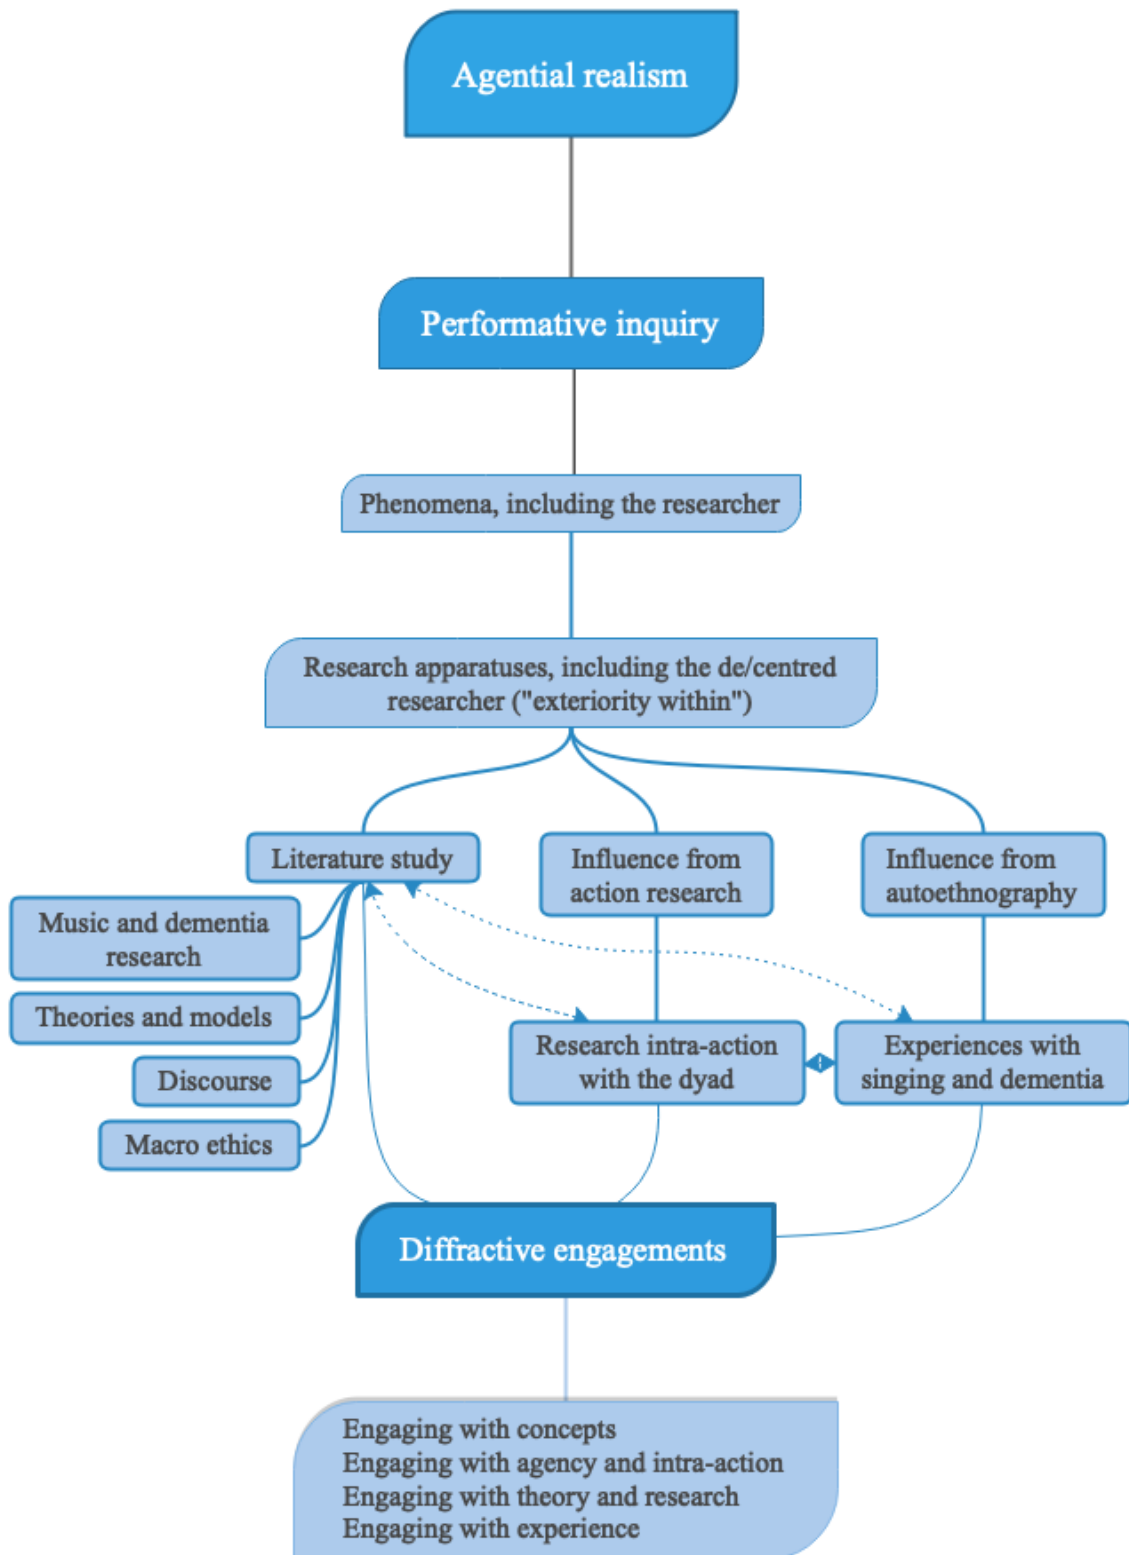 Agential realism
Performative inquiry
Phenomena, including the researcher
Research apparatuses, including the de/centred
researcher ("exteriority within")
Literature study
Influence from
action research
Influence from
autoethnography
Music and dementia
research
Theories and models
Discourse
Macro ethics
Research intra-action
with the dyad
Experiences with
singing and dementia
Diffractive engagements
Engaging with concepts
Engaging with agency and intra-action
Engaging with theory and research
Engaging with experience